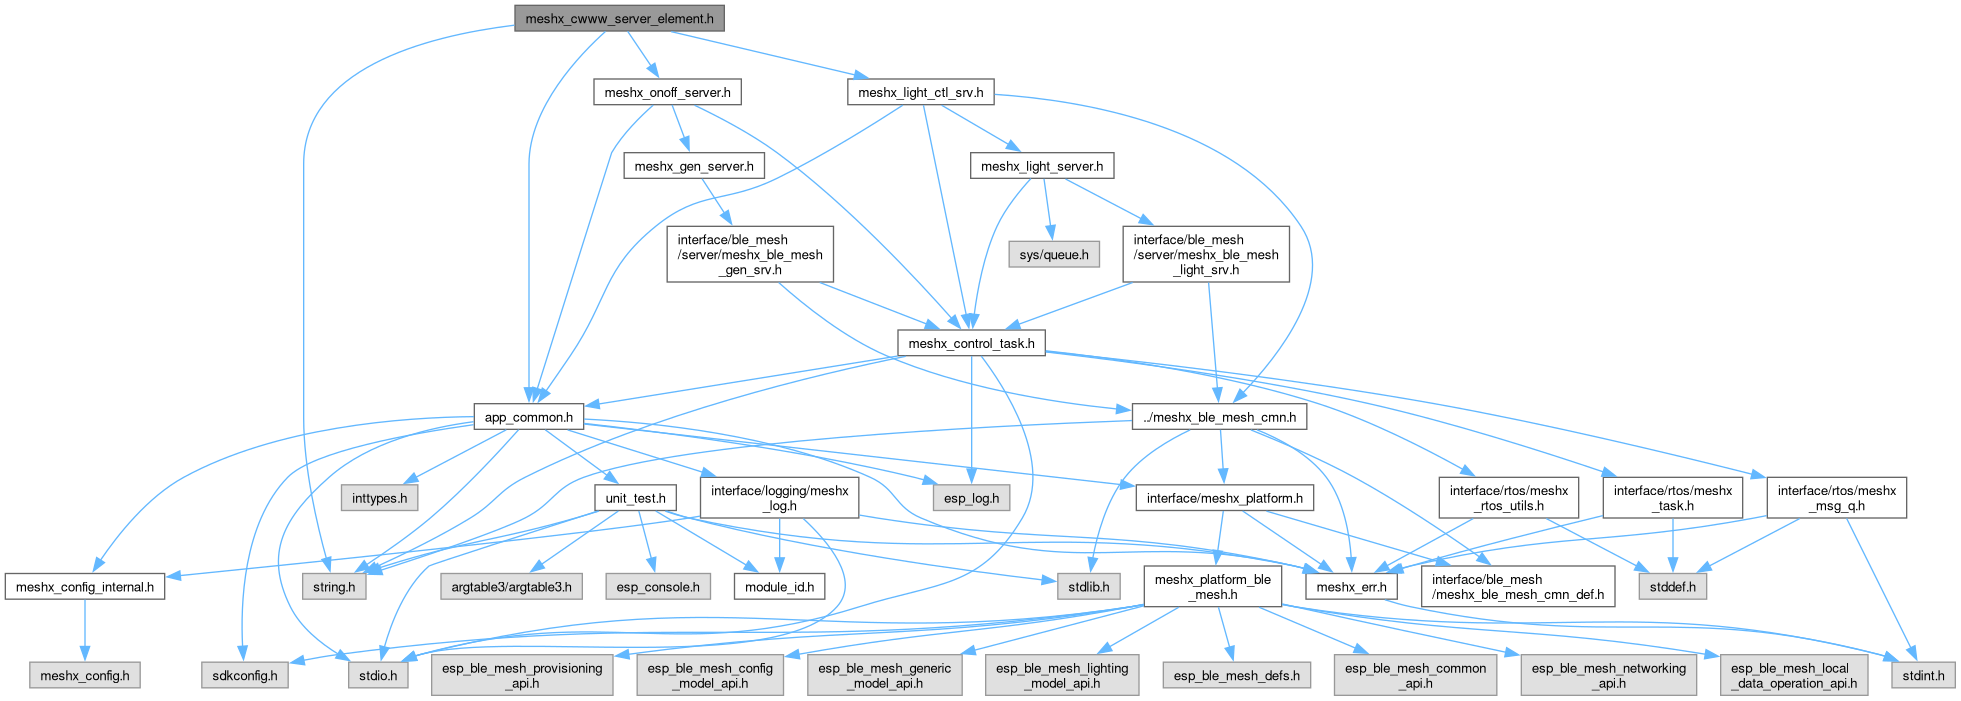 meshx_cwww_server_element.h
meshx_onoff_server.h
meshx_light_ctl_srv.h
meshx_gen_server.h
meshx_light_server.h
interface/ble_mesh
/server/meshx_ble_mesh
_gen_srv.h
sys/queue.h
interface/ble_mesh
/server/meshx_ble_mesh
_light_srv.h
meshx_control_task.h
app_common.h
../meshx_ble_mesh_cmn.h
inttypes.h
unit_test.h
interface/logging/meshx
_log.h
esp_log.h
interface/meshx_platform.h
interface/rtos/meshx
_rtos_utils.h
interface/rtos/meshx
_task.h
interface/rtos/meshx
_msg_q.h
meshx_config_internal.h
string.h
argtable3/argtable3.h
esp_console.h
module_id.h
stdlib.h
meshx_platform_ble
_mesh.h
meshx_err.h
interface/ble_mesh
/meshx_ble_mesh_cmn_def.h
stddef.h
meshx_config.h
sdkconfig.h
stdio.h
esp_ble_mesh_provisioning
_api.h
esp_ble_mesh_config
_model_api.h
esp_ble_mesh_generic
_model_api.h
esp_ble_mesh_lighting
_model_api.h
esp_ble_mesh_defs.h
esp_ble_mesh_common
_api.h
esp_ble_mesh_networking
_api.h
esp_ble_mesh_local
_data_operation_api.h
stdint.h